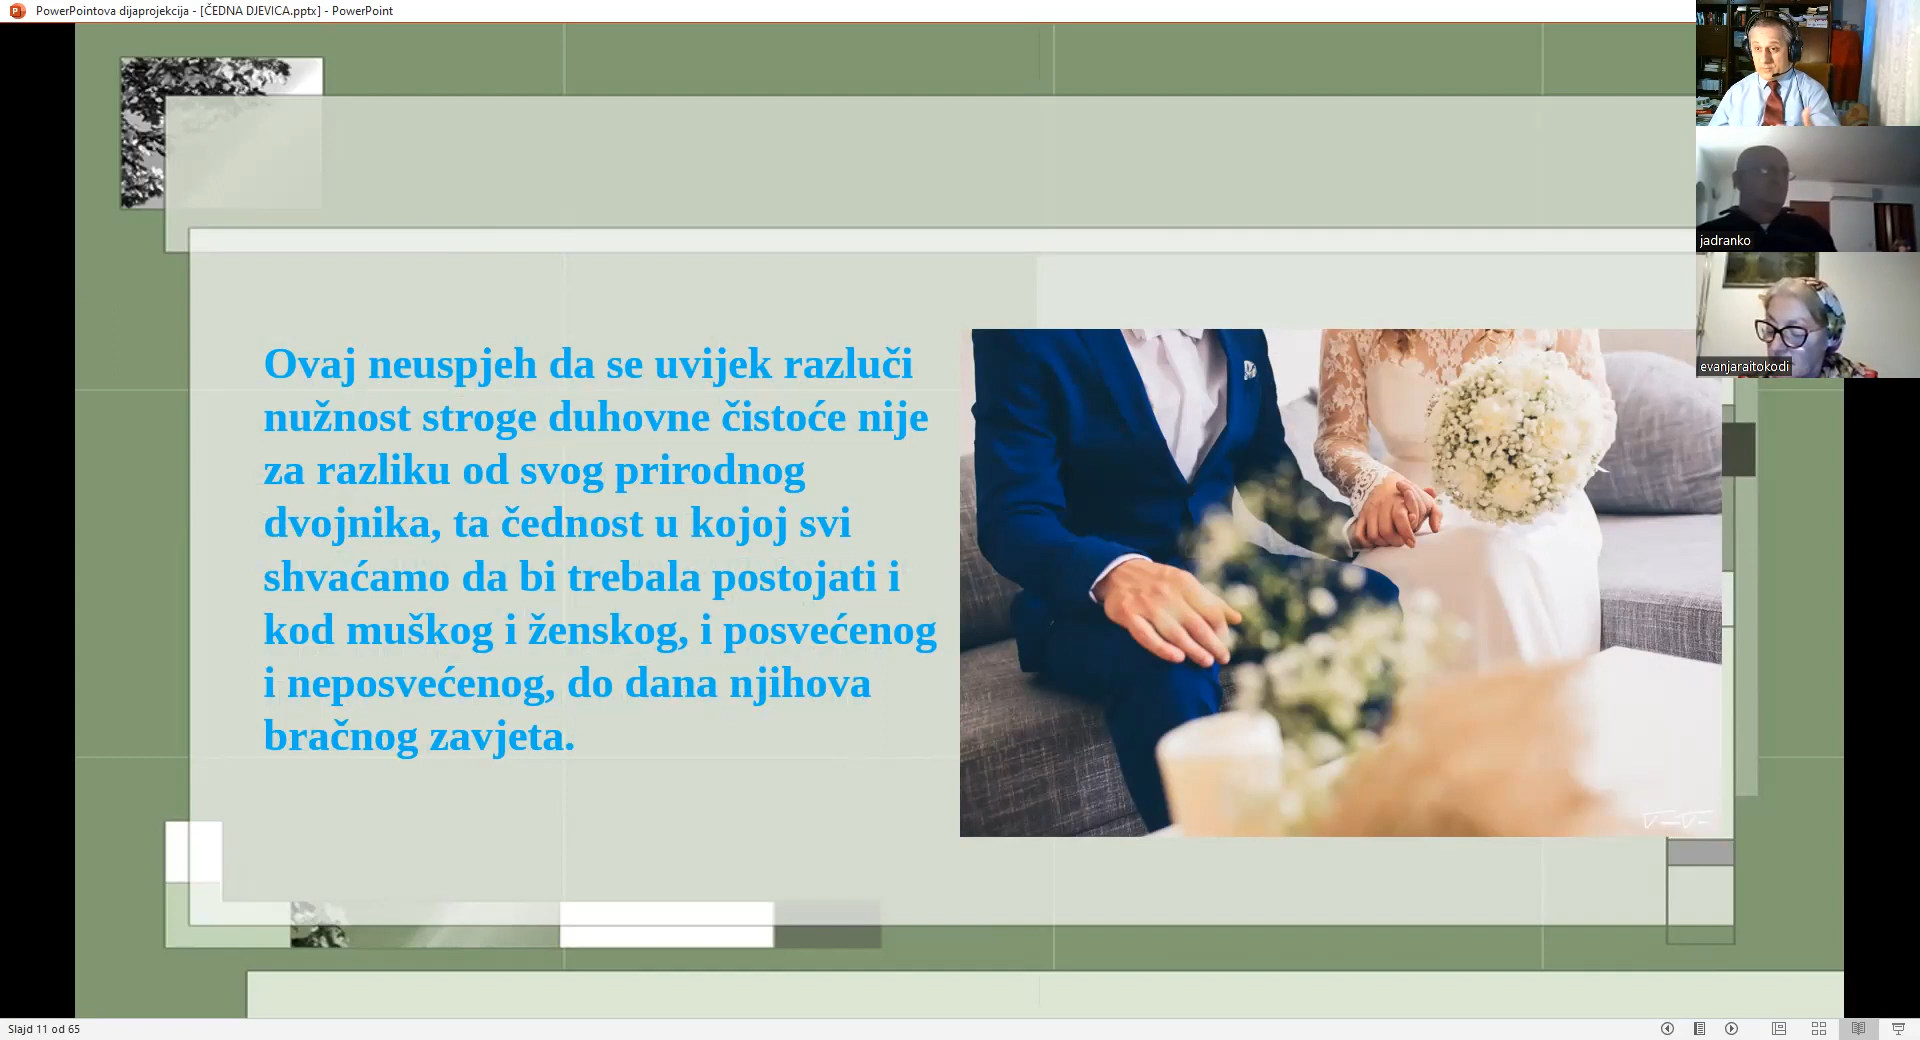 PowerPointova dijaprojekcija - [ČEDNA DJEVICA.pptx] - PowerPoint
jadranko
evanjaraitokodi
Ovaj neuspjeh da se uvijek razluči
nužnost stroge duhovne čistoće nije
za razliku od svog prirodnog
dvojnika, ta čednost u kojoj svi
shvaćamo da bi trebala postojati i
kod muškog i ženskog, i posvećenog
i neposvećenog, do dana njihova
bračnog zavjeta.
Slajd 11 od 65